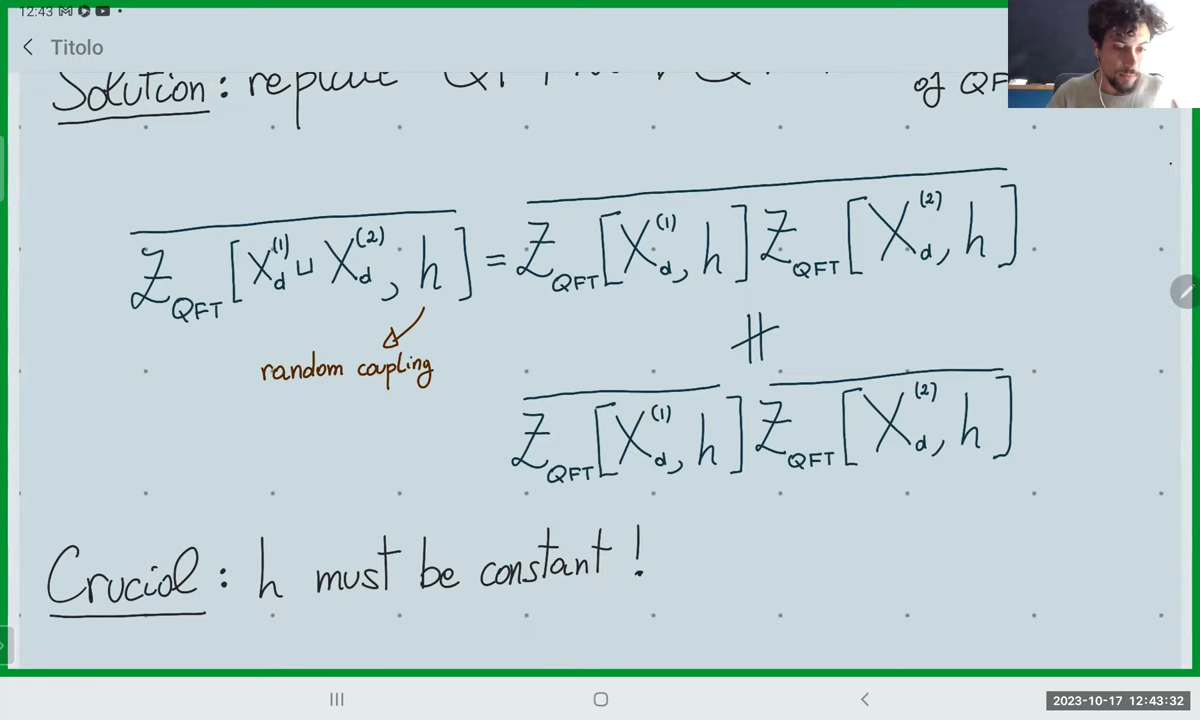 12:43
Titolo
Solution: replace
of QF
Z_QFT [X_d^(1) ⊔ X_d^(2), h] = Z_QFT [X_d^(1), h] Z_QFT [X_d^(2), h]
random coupling
≠
Z_QFT [X_d^(1), h] Z_QFT [X_d^(2), h]
Crucial: h must be constant!
2023-10-17 12:43:32